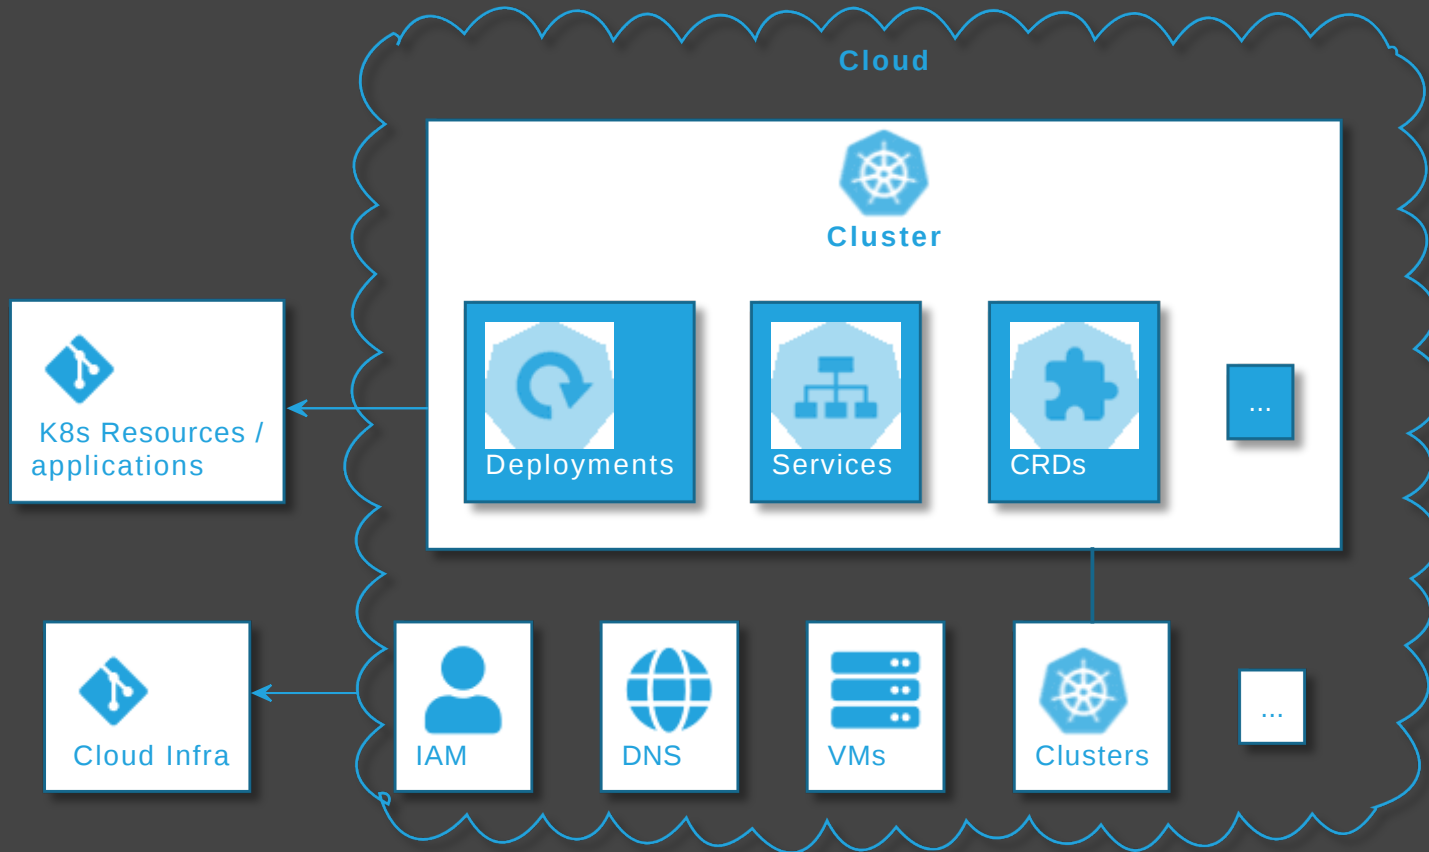 Cloud
Cluster
K8s Resources /
applications
Deployments
Services
CRDs
...
Cloud Infra
IAM
DNS
VMs
Clusters
...